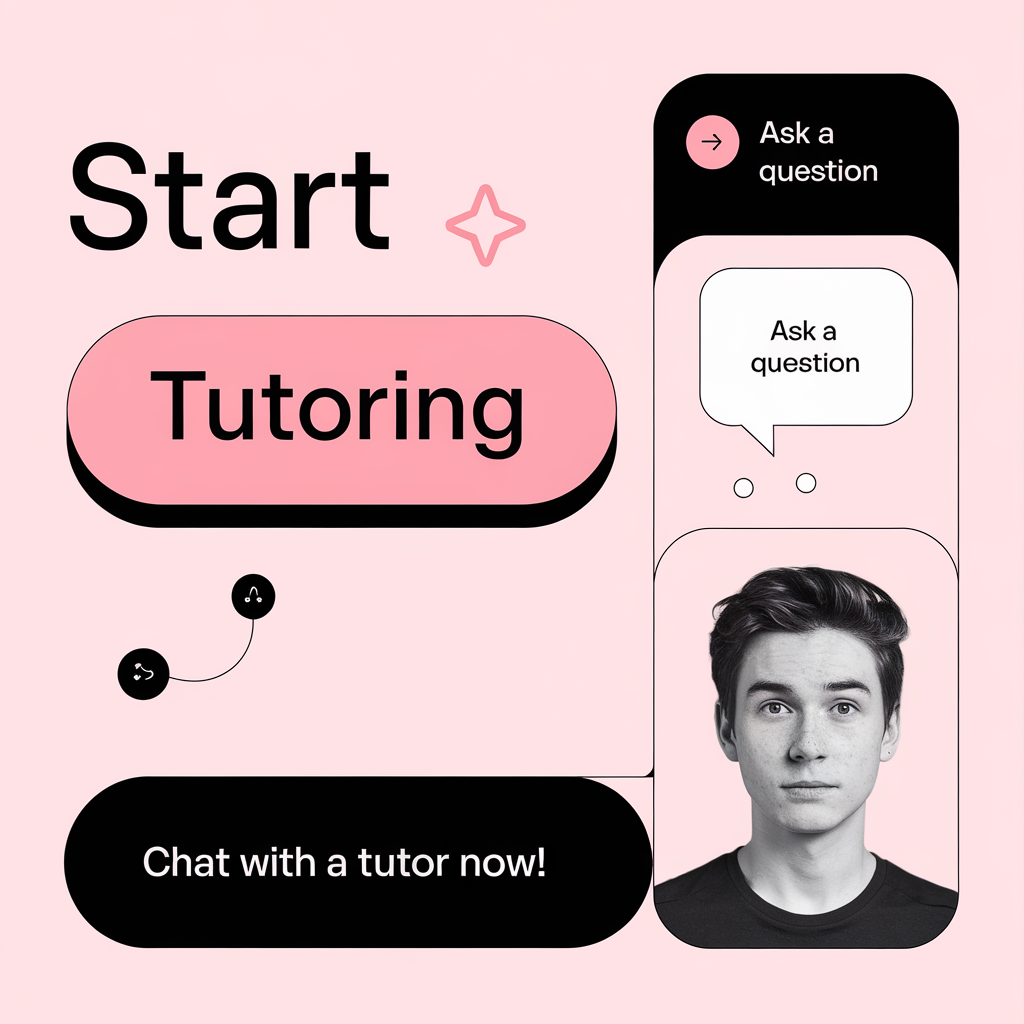 Start
Tutoring
Ask a
question
Ask a
question
Chat with a tutor now!